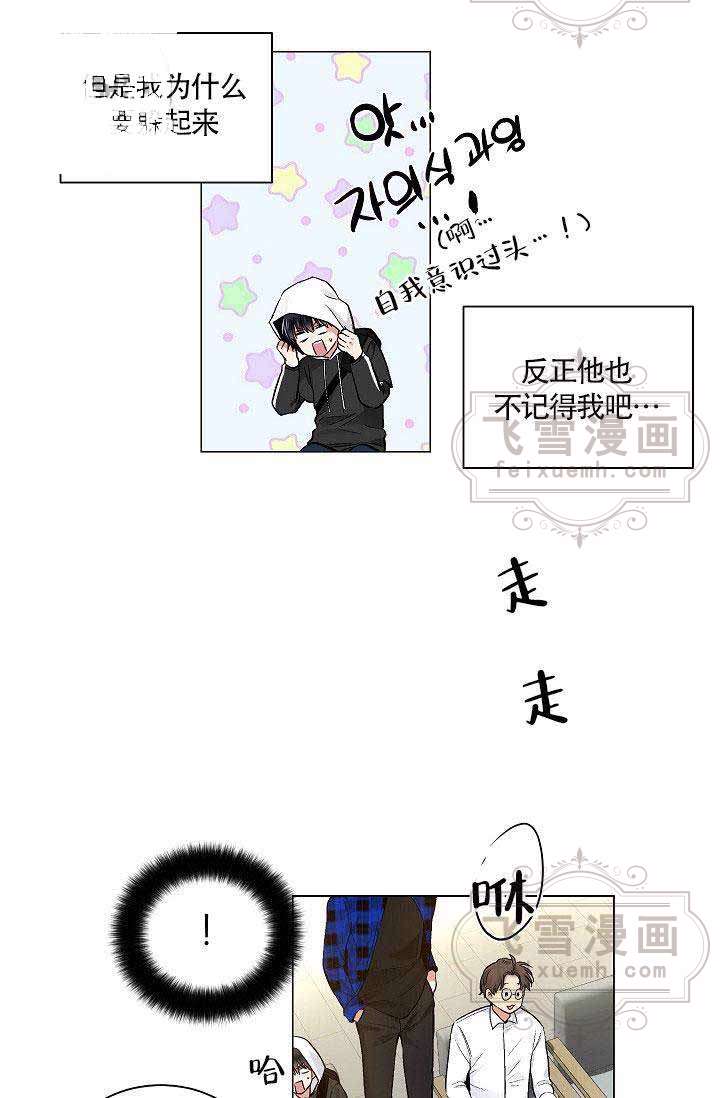 但是我为什么
要躲起来
앗...
자의식 과잉
...!
(啊...
自我意识过头...!)
反正他也
不记得我吧...
飞雪漫画
feixuemh.com
走
走
!
咻
飞雪漫画
feixuemh.com
哈